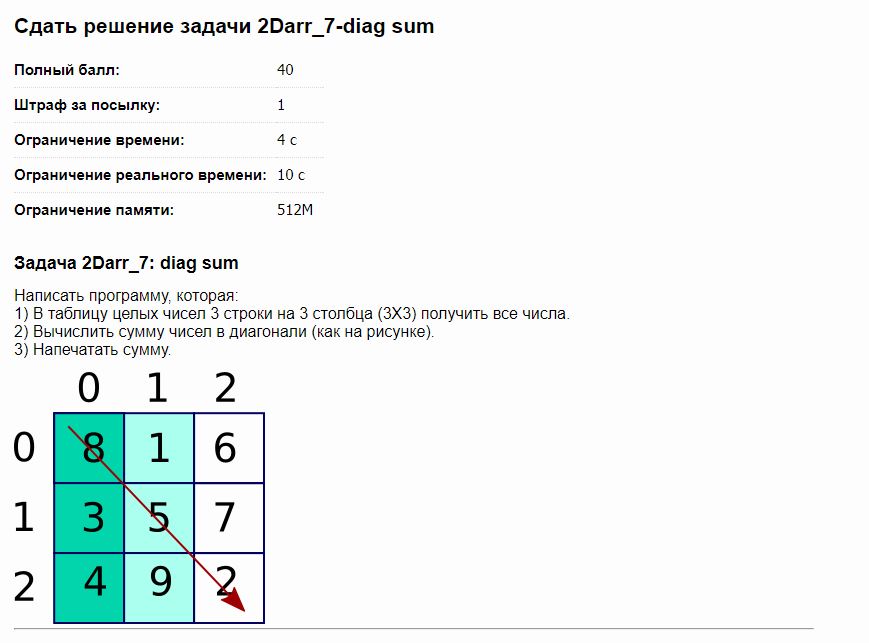 Сдать решение задачи 2Darr_7-diag sum
Полный балл: 40
Штраф за посылку: 1
Ограничение времени: 4 с
Ограничение реального времени: 10 с
Ограничение памяти: 512M
Задача 2Darr_7: diag sum
Написать программу, которая:
1) В таблицу целых чисел 3 строки на 3 столбца (3X3) получить все числа.
2) Вычислить сумму чисел в диагонали (как на рисунке).
3) Напечатать сумму.
0 1 2
0 8 1 6
1 3 5 7
2 4 9 2